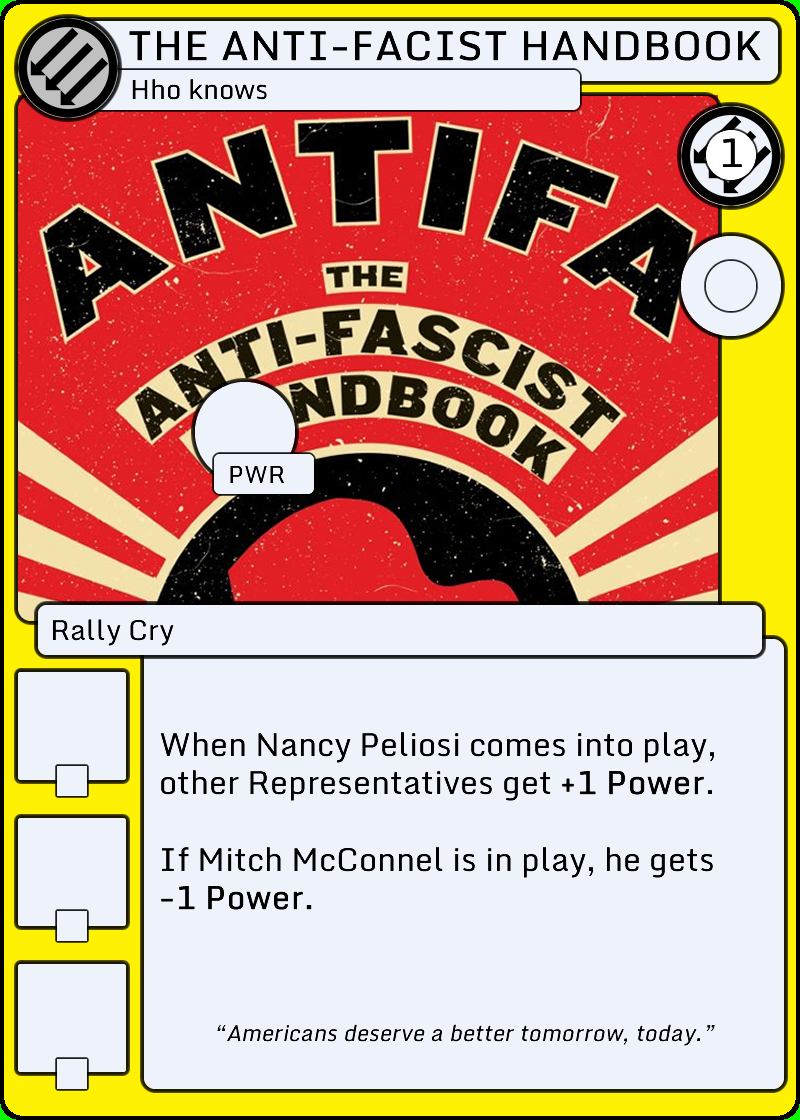 THE ANTI-FACIST HANDBOOK
Hho knows
1
ANTIFA
THE
ANTI-FASCIST
NDBOOK
PWR
Rally Cry
When Nancy Peliosi comes into play,
other Representatives get +1 Power.
If Mitch McConnel is in play, he gets
-1 Power.
“Americans deserve a better tomorrow, today.”